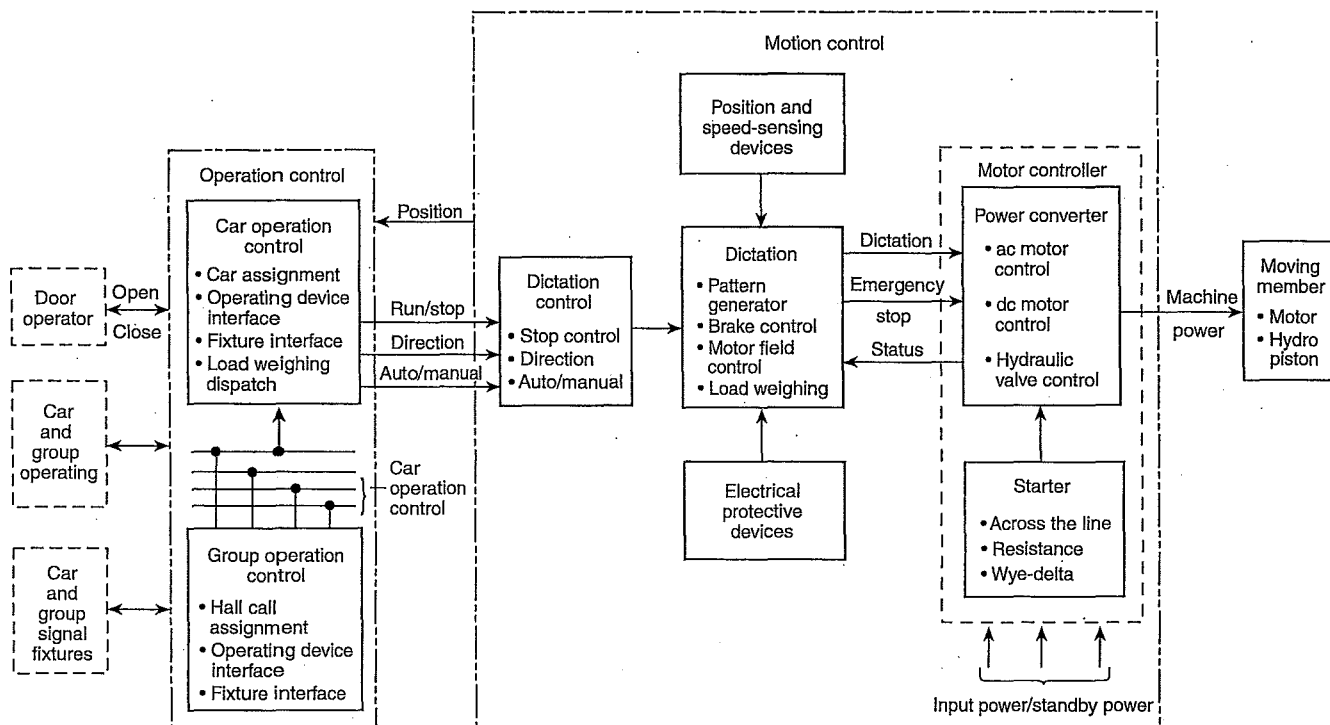 Motion control
Position and
speed-sensing
devices
Operation control
Motor controller
Car operation
control
• Car assignment
• Operating device
interface
• Fixture interface
• Load weighing
dispatch
Position
Power converter
• ac motor
control
• dc motor
control
• Hydraulic
valve control
Door
operator
Open
Close
Run/stop
Direction
Auto/manual
Dictation
control
• Stop control
• Direction
• Auto/manual
Dictation
• Pattern
generator
• Brake control
• Motor field
control
• Load weighing
Dictation
Emergency
stop
Status
Machine
power
Moving
member
• Motor
• Hydro
piston
Car
and
group
operating
Car
operation
control
Electrical
protective
devices
Starter
• Across the line
• Resistance
• Wye-delta
Group operation
control
• Hall call
assignment
• Operating device
interface
• Fixture interface
Car
and
group
signal
fixtures
Input power/standby power